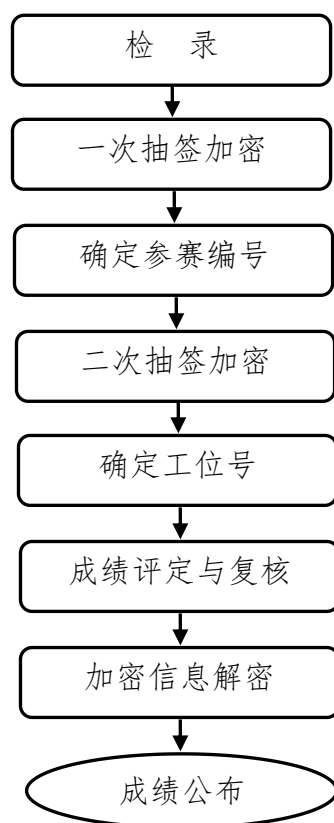 检 录
一次抽签加密
确定参赛编号
二次抽签加密
确定工位号
成绩评定与复核
加密信息解密
成绩公布